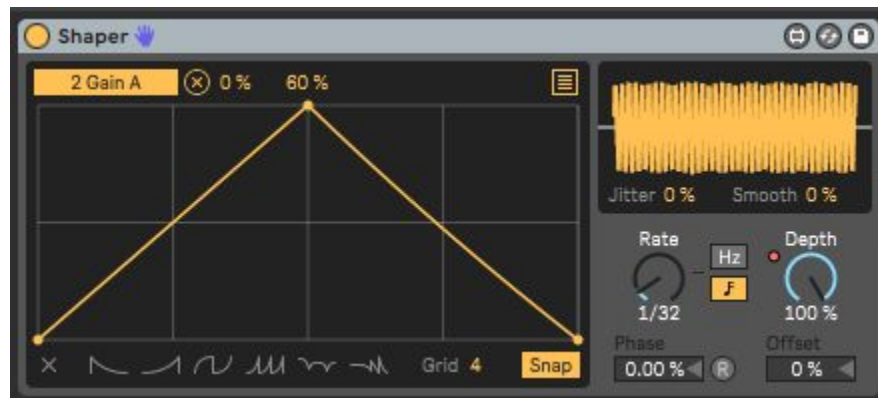 Shaper
2 Gain A 0 % 60 %
Jitter 0 % Smooth 0 %
Rate Depth
Hz
1/32 100 %
Phase Offset
0.00 % R 0 %
Grid 4 Snap